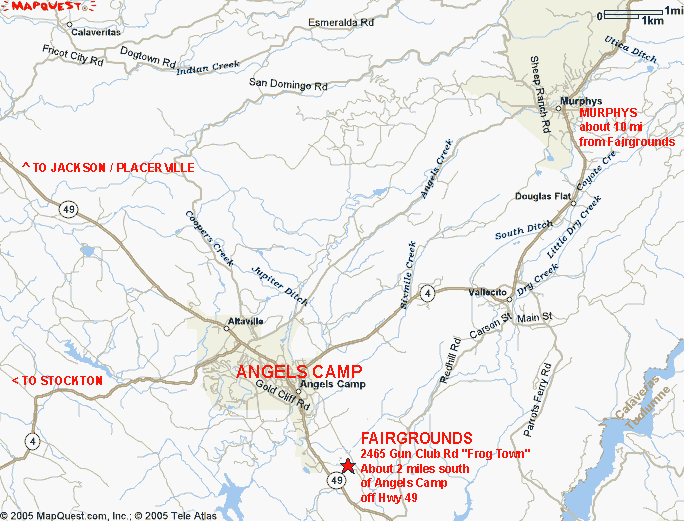 MAPQUEST®
Calaveritas
Esmeralda Rd
0 1mi
1km
Fricot City Rd
Dogtown Rd
Indian Creek
San Domingo Rd
Utica Ditch
Sheep Ranch Rd
Murphys
MURPHYS
about 10 mi
from Fairgrounds
^ TO JACKSON / PLACERVILLE
Angels Creek
Coyote Cre
49
Douglas Flat
Coopers Creek
South Ditch
Little Dry Creek
Jupiter Ditch
Sixmile Creek
Dry Creek
4
Vallecito
Altaville
Carson St
Main St
Redhill Rd
ANGELS CAMP
< TO STOCKTON
Angels Camp
Gold Cliff Rd
Parrots Ferry Rd
Calaveras
Tuolumne
4
FAIRGROUNDS
2465 Gun Club Rd "Frog Town"
About 2 miles south
of Angels Camp
off Hwy 49
49
© 2005 MapQuest.com, Inc.; © 2005 Tele Atlas